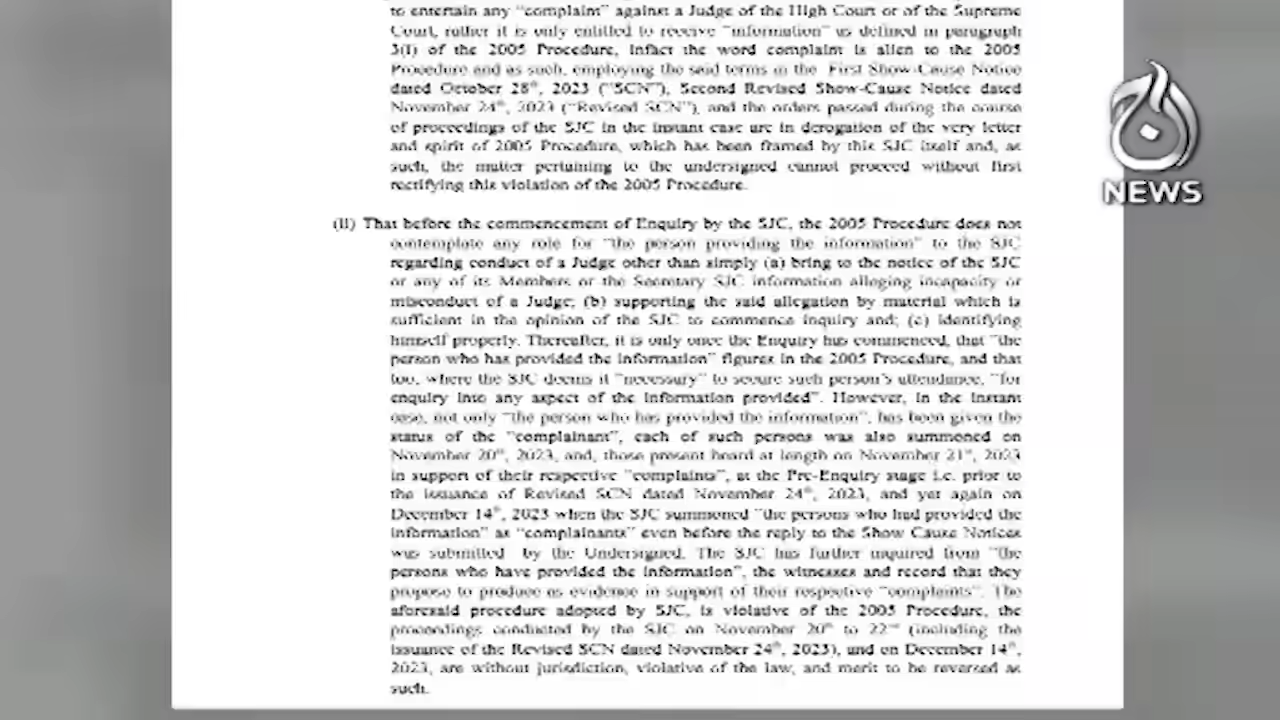 to entertain any “complaint” against a Judge of the High Court or of the Supreme
Court, rather it is only entitled to receive “information” as defined in paragraph
3(1) of the 2005 Procedure, infact the word complaint is alien to the 2005
Procedure and as such, employing the said terms in the First Show-Cause Notice
dated October 28th, 2023 (“SCN”), Second Revised Show-Cause Notice dated
November 24th, 2023 (“Revised SCN”), and the orders passed during the course
of proceedings of the SJC in the instant case are in derogation of the very letter
and spirit of 2005 Procedure, which has been framed by this SJC itself and, as
such, the matter pertaining to the undersigned cannot proceed without first
rectifying this violation of the 2005 Procedure.
(ii) That before the commencement of Enquiry by the SJC, the 2005 Procedure does not
contemplate any role for “the person providing the information” to the SJC
regarding conduct of a Judge other than simply (a) bring to the notice of the SJC
or any of its Members or the Secretary SJC information alleging incapacity or
misconduct of a Judge; (b) supporting the said allegation by material which is
sufficient in the opinion of the SJC to commence inquiry and; (c) identifying
himself properly. Thereafter, it is only once the Enquiry has commenced, that “the
person who has provided the information” figures in the 2005 Procedure, and that
too, where the SJC deems it “necessary” to secure such person’s attendance, “for
enquiry into any aspect of the information provided”. However, in the instant
case, not only “the person who has provided the information”, has been given the
status of the “complainant”, each of such persons was also summoned on
November 20th, 2023, and, those present heard at length on November 21st, 2023
in support of their respective “complaints”, at the Pre-Enquiry stage i.e. prior to
the issuance of Revised SCN dated November 24th, 2023, and yet again on
December 14th, 2023 when the SJC summoned “the persons who had provided the
information” as “complainants” even before the reply to the Show Cause Notices
was submitted by the Undersigned. The SJC has further inquired from “the
persons who have provided the information”, the witnesses and record that they
propose to produce as evidence in support of their respective “complaints”. The
aforesaid procedure adopted by SJC, is violative of the 2005 Procedure, the
proceedings conducted by the SJC on November 20th to 22nd (including the
issuance of the Revised SCN dated November 24th, 2023), and on December 14th,
2023, are without jurisdiction, violative of the law, and merit to be reversed as
such.
NEWS